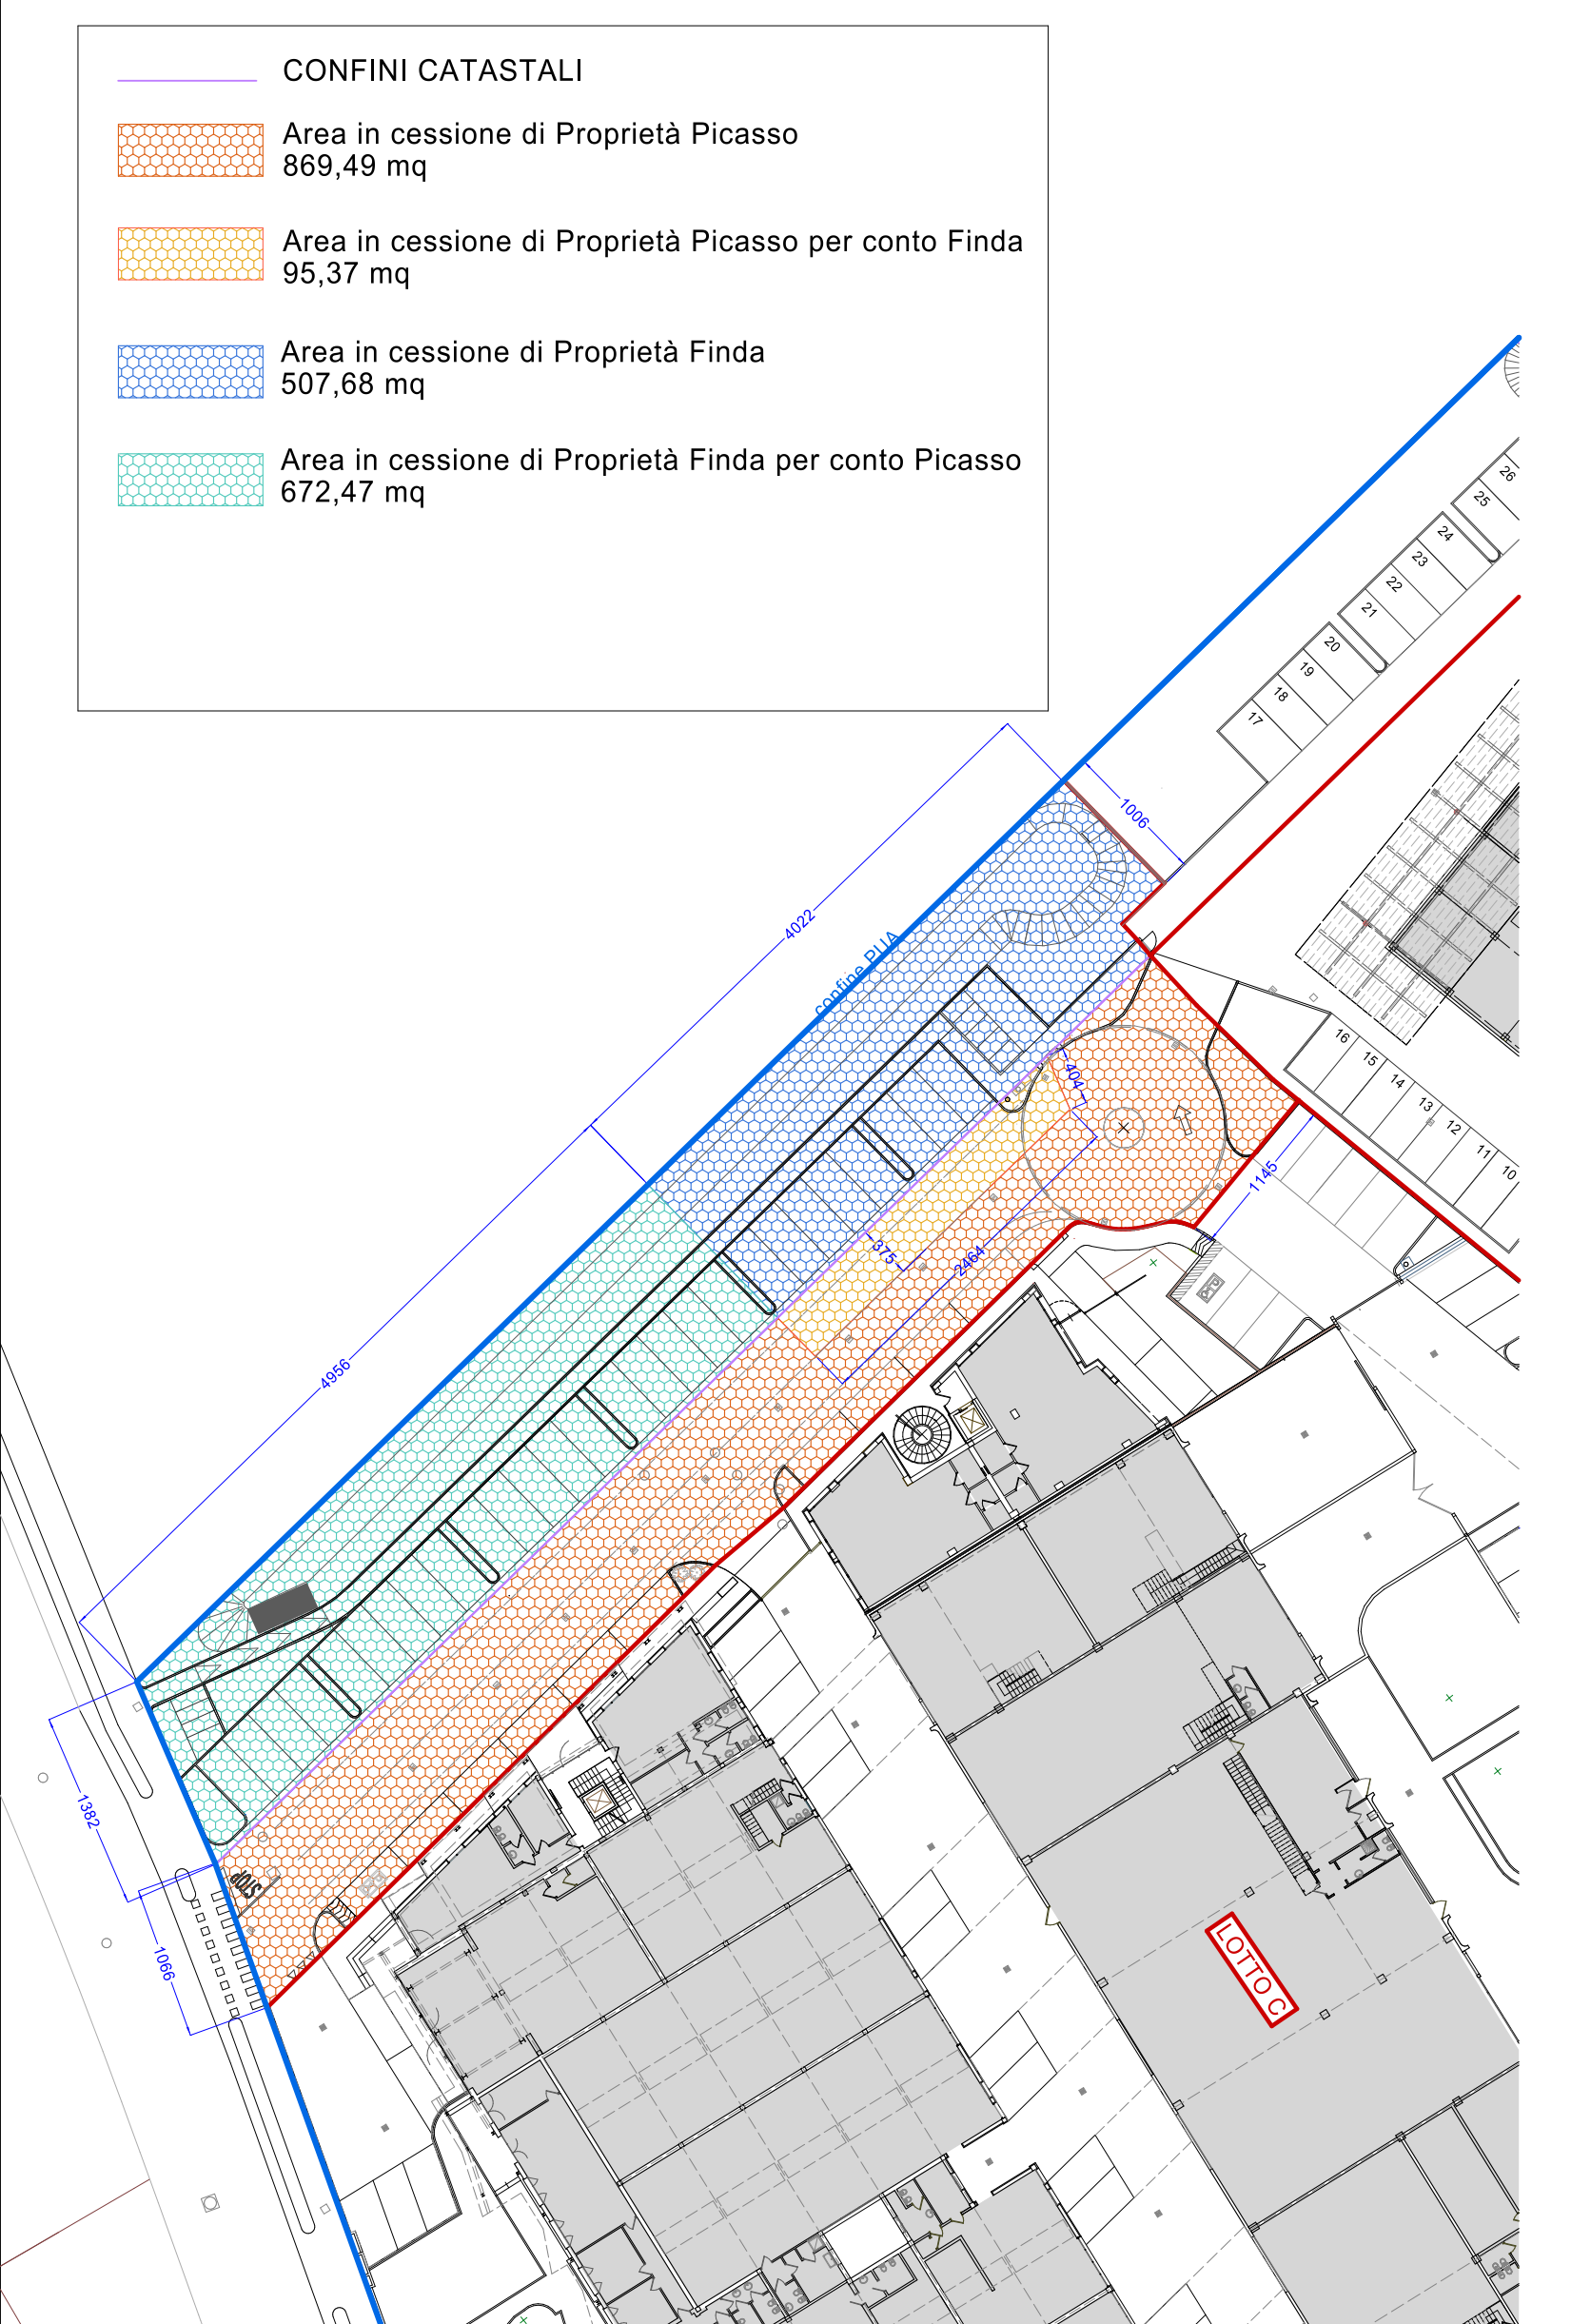 CONFINI CATASTALI
Area in cessione di Proprietà Picasso
869,49 mq
Area in cessione di Proprietà Picasso per conto Finda
95,37 mq
Area in cessione di Proprietà Finda
507,68 mq
Area in cessione di Proprietà Finda per conto Picasso
672,47 mq
26
25
24
23
22
21
20
19
18
17
1006
4022
confine PUA
16
15
14
13
12
11
10
404
1145
375
2464
4956
1382
STOP
1066
LOTTO C